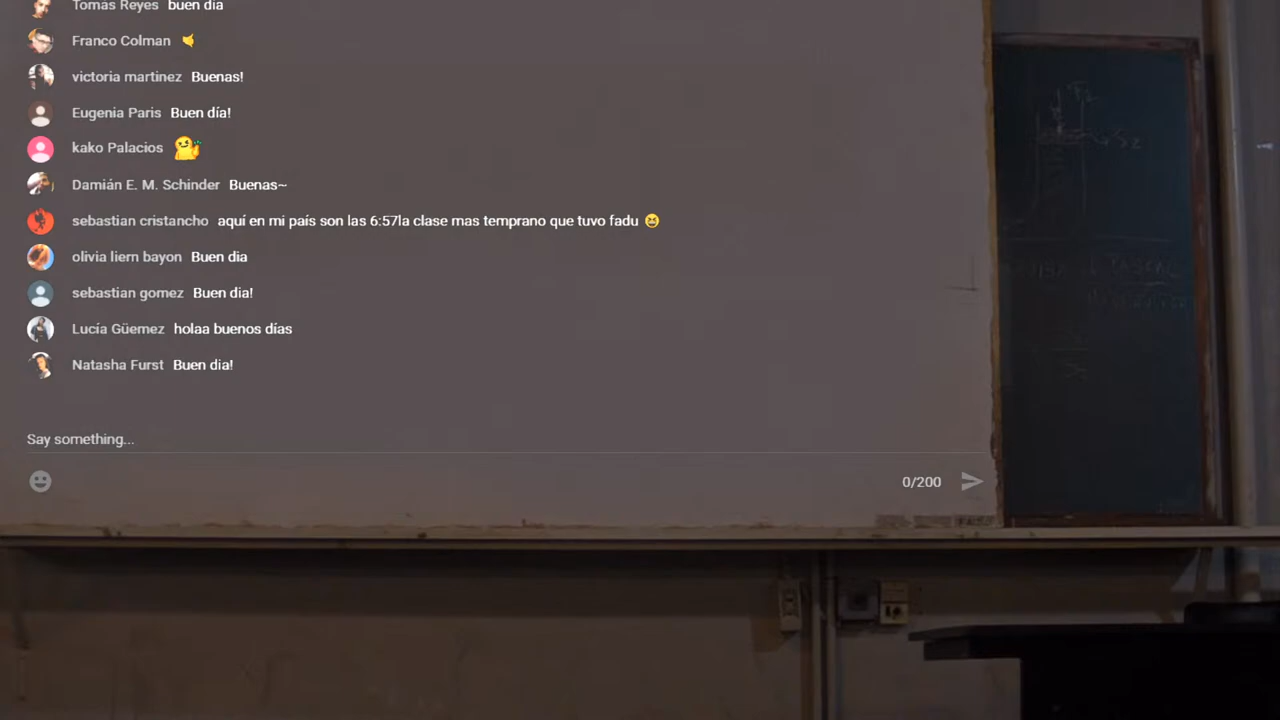 Tomás Reyes buen dia
Franco Colman 🤙
victoria martinez Buenas!
Eugenia Paris Buen día!
kako Palacios
Damián E. M. Schinder Buenas~
sebastian cristancho aquí en mi país son las 6:57la clase mas temprano que tuvo fadu 😆
olivia liern bayon Buen dia
sebastian gomez Buen dia!
Lucía Güemez holaa buenos días
Natasha Furst Buen dia!
Say something...
0/200
PASCAL